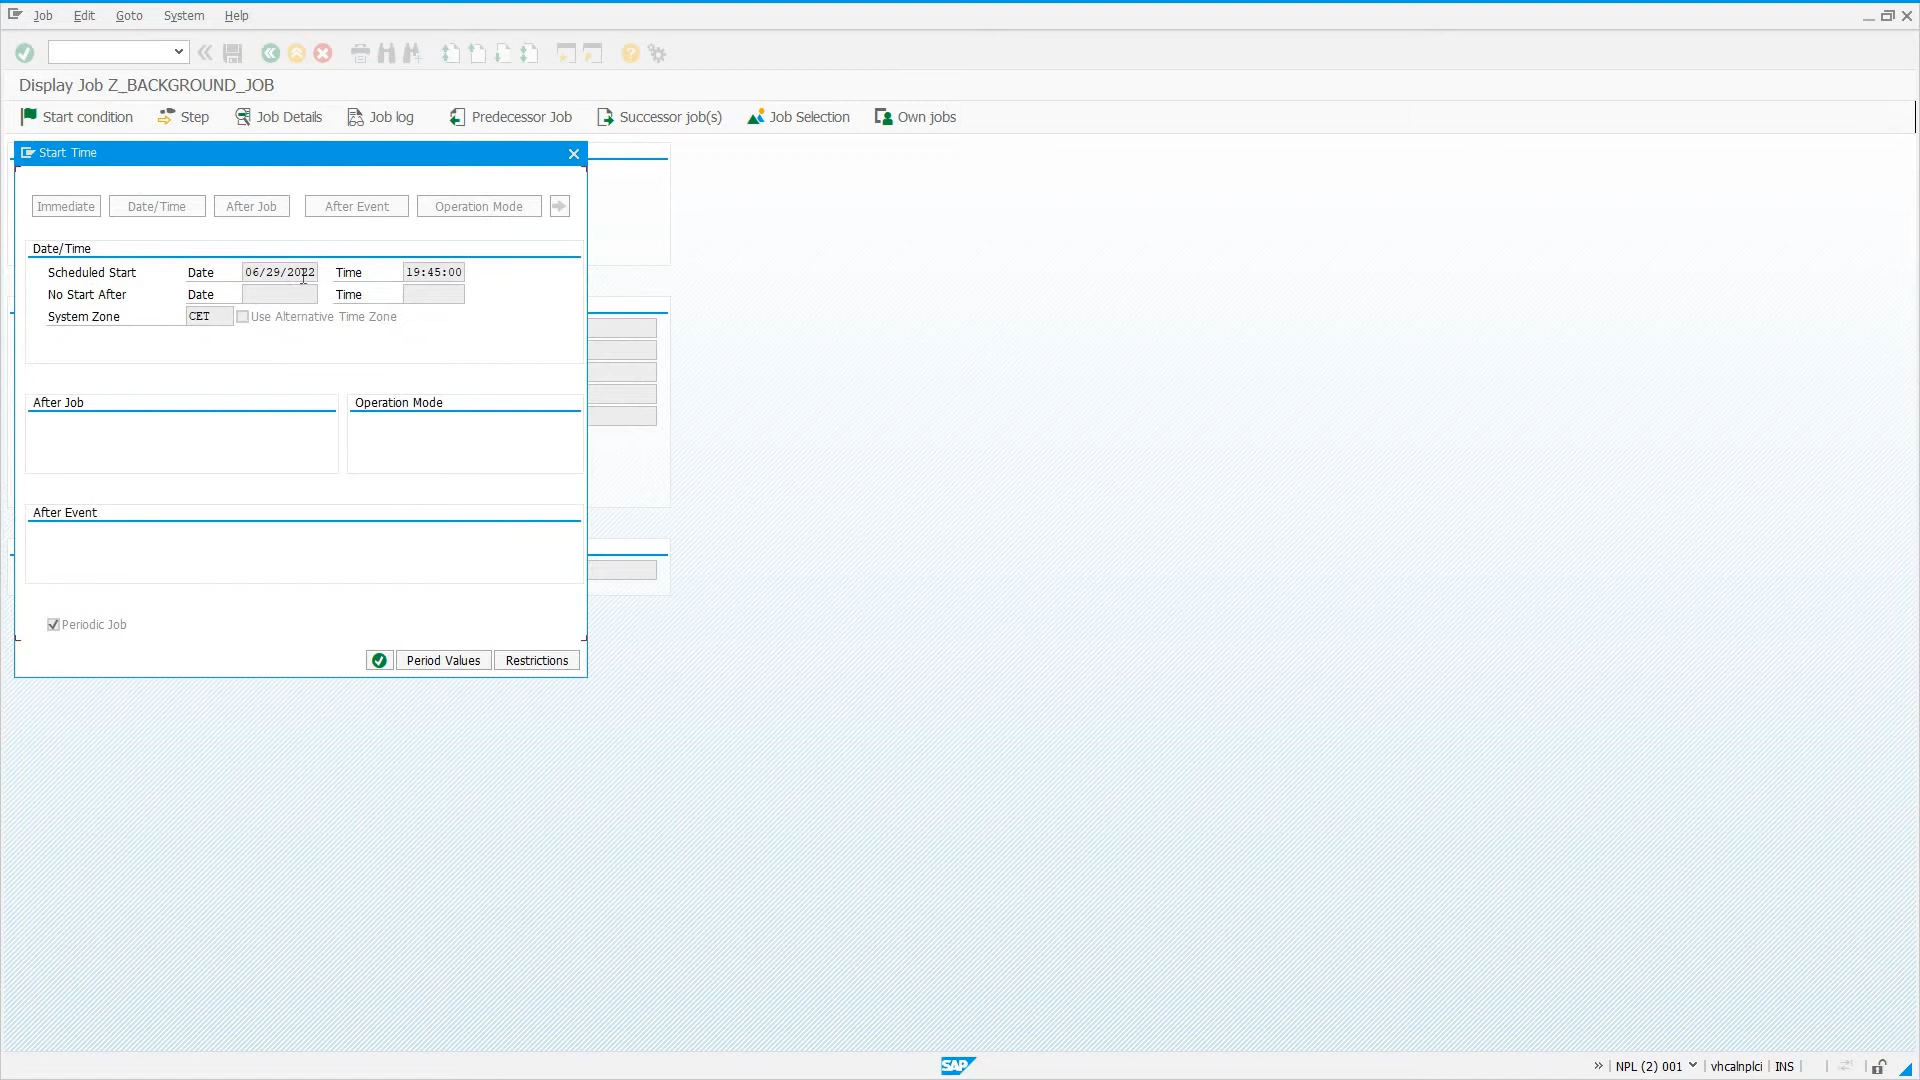 Job Edit Goto System Help
Display Job Z_BACKGROUND_JOB
Start condition Step Job Details Job log Predecessor Job Successor job(s) Job Selection Own jobs
Start Time
Immediate Date/Time After Job After Event Operation Mode
Date/Time
Scheduled Start Date 06/29/2022 Time 19:45:00
No Start After Date Time
System Zone CET Use Alternative Time Zone
After Job Operation Mode
After Event
Periodic Job
Period Values Restrictions
SAP NPL (2) 001 vhcalnplci INS